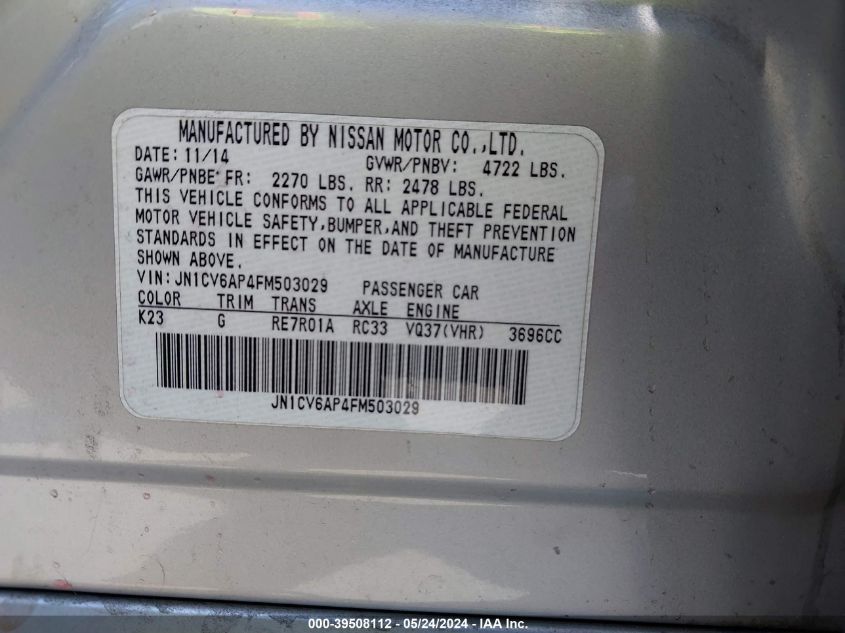 MANUFACTURED BY NISSAN MOTOR CO.,LTD.
DATE: 11/14 GVWR/PNBV: 4722 LBS.
GAWR/PNBE FR: 2270 LBS. RR: 2478 LBS.
THIS VEHICLE CONFORMS TO ALL APPLICABLE FEDERAL
MOTOR VEHICLE SAFETY,BUMPER,AND THEFT PREVENTION
STANDARDS IN EFFECT ON THE DATE OF MANUFACTURE
SHOWN ABOVE.
VIN:JN1CV6AP4FM503029 PASSENGER CAR
COLOR TRIM TRANS AXLE ENGINE
K23 G RE7R01A RC33 VQ37(VHR) 3696CC
JN1CV6AP4FM503029
000-39508112 - 05/24/2024 - IAA Inc.